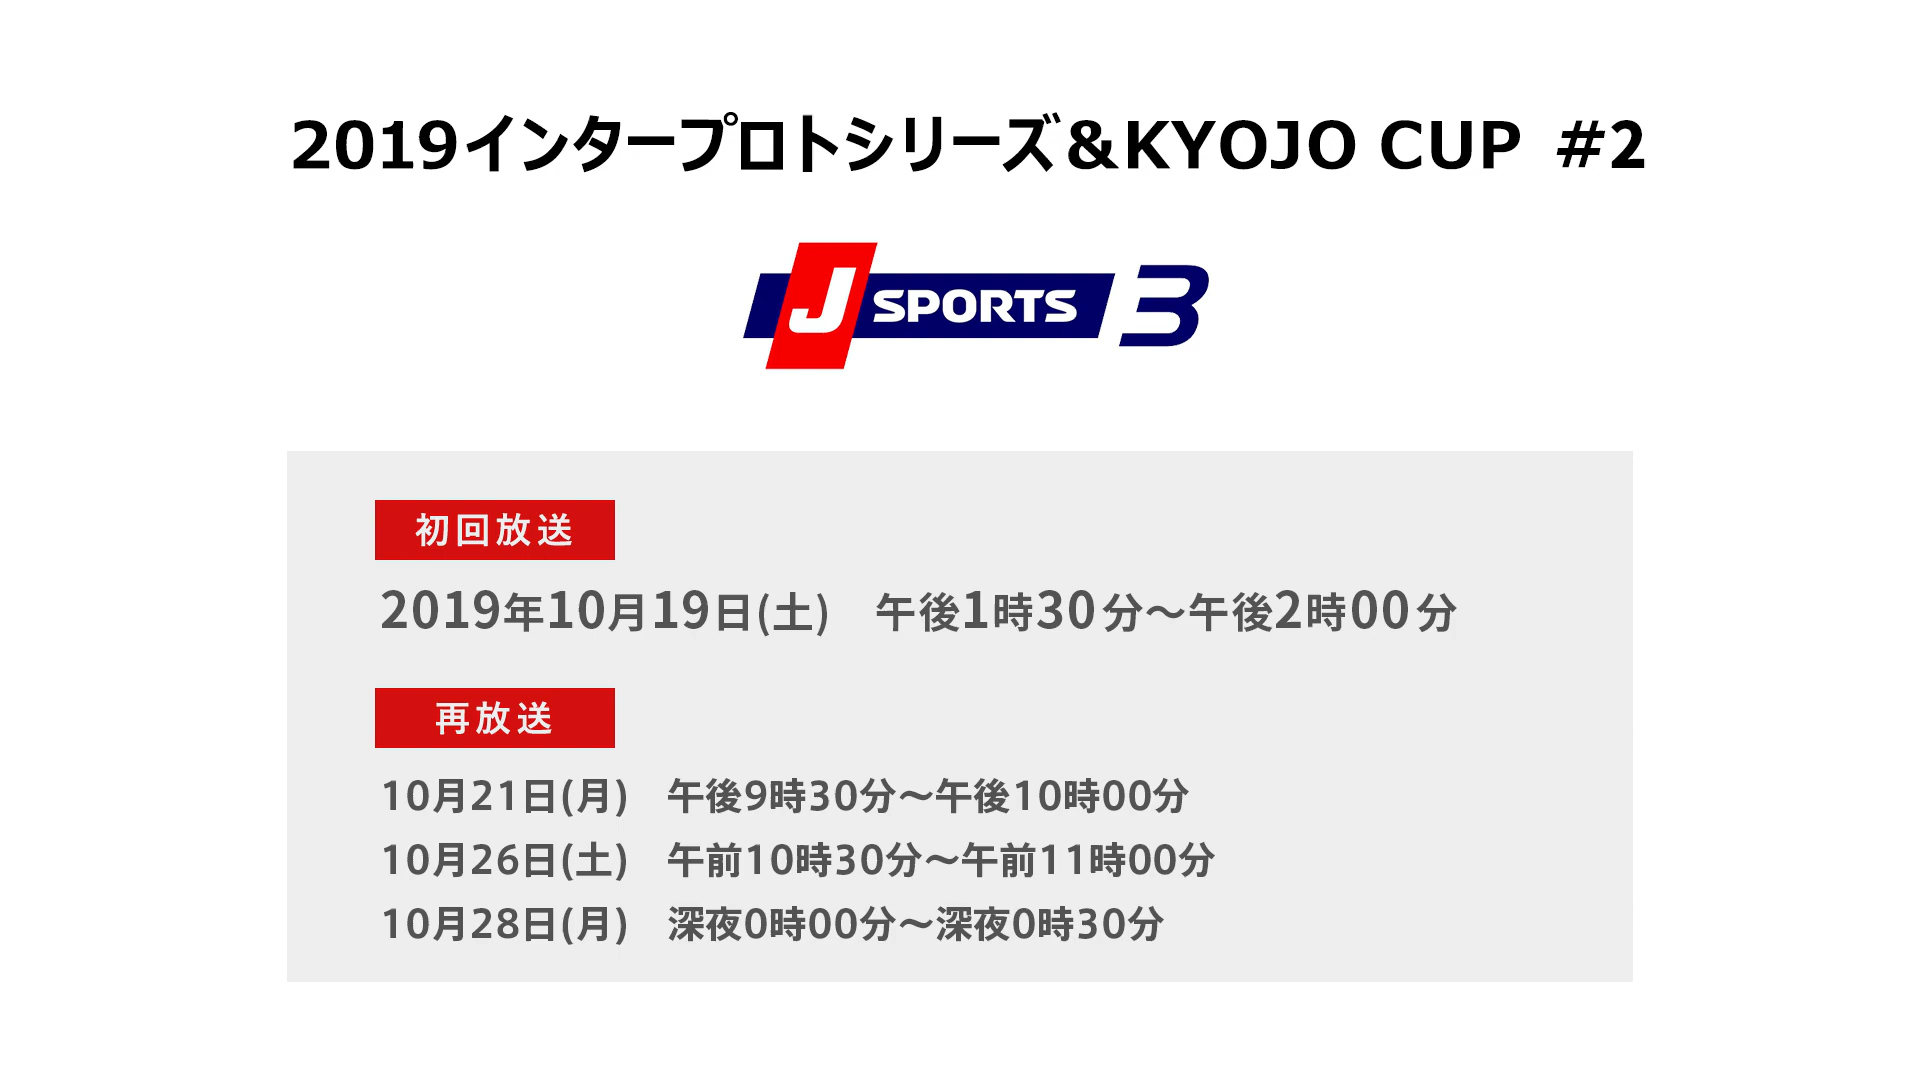 2019インタープロトシリーズ&KYOJO CUP #2
J SPORTS 3
初回放送
2019年10月19日(土)　午後1時30分～午後2時00分
再放送
10月21日(月)　午後9時30分～午後10時00分
10月26日(土)　午前10時30分～午前11時00分
10月28日(月)　深夜0時00分～深夜0時30分